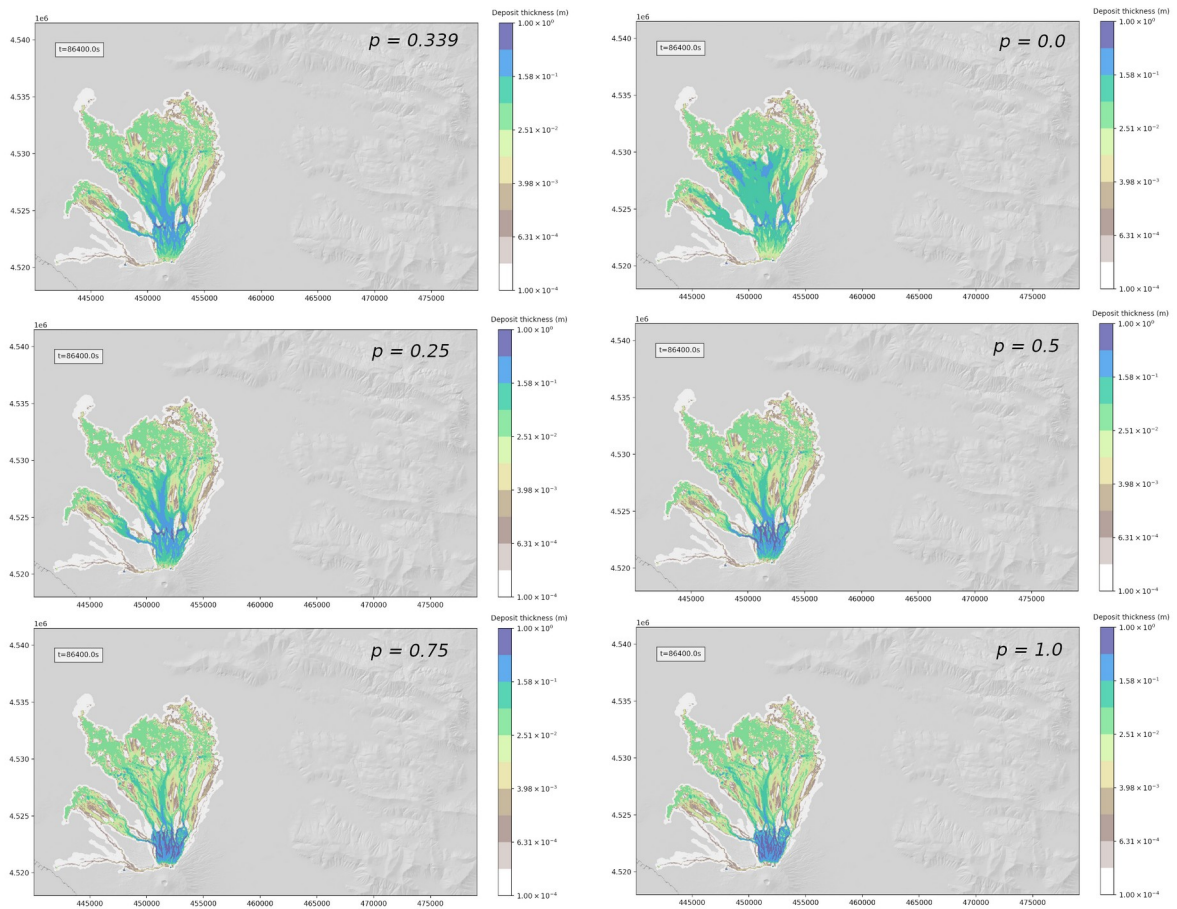 Deposit thickness (m)
1e6
1.00 × 10⁰
4.540
p = 0.339
t=86400.0s
1.58 × 10⁻¹
4.535
2.51 × 10⁻²
4.530
3.98 × 10⁻³
4.525
6.31 × 10⁻⁴
4.520
1.00 × 10⁻⁴
445000 450000 455000 460000 465000 470000 475000
Deposit thickness (m)
1e6
1.00 × 10⁰
4.540
p = 0.0
t=86400.0s
1.58 × 10⁻¹
4.535
2.51 × 10⁻²
4.530
3.98 × 10⁻³
4.525
6.31 × 10⁻⁴
4.520
1.00 × 10⁻⁴
445000 450000 455000 460000 465000 470000 475000
Deposit thickness (m)
1e6
1.00 × 10⁰
4.540
p = 0.25
t=86400.0s
1.58 × 10⁻¹
4.535
2.51 × 10⁻²
4.530
3.98 × 10⁻³
4.525
6.31 × 10⁻⁴
4.520
1.00 × 10⁻⁴
445000 450000 455000 460000 465000 470000 475000
Deposit thickness (m)
1e6
1.00 × 10⁰
4.540
p = 0.5
t=86400.0s
1.58 × 10⁻¹
4.535
2.51 × 10⁻²
4.530
3.98 × 10⁻³
4.525
6.31 × 10⁻⁴
4.520
1.00 × 10⁻⁴
445000 450000 455000 460000 465000 470000 475000
Deposit thickness (m)
1e6
1.00 × 10⁰
4.540
p = 0.75
t=86400.0s
1.58 × 10⁻¹
4.535
2.51 × 10⁻²
4.530
3.98 × 10⁻³
4.525
6.31 × 10⁻⁴
4.520
1.00 × 10⁻⁴
445000 450000 455000 460000 465000 470000 475000
Deposit thickness (m)
1e6
1.00 × 10⁰
4.540
p = 1.0
t=86400.0s
1.58 × 10⁻¹
4.535
2.51 × 10⁻²
4.530
3.98 × 10⁻³
4.525
6.31 × 10⁻⁴
4.520
1.00 × 10⁻⁴
445000 450000 455000 460000 465000 470000 475000